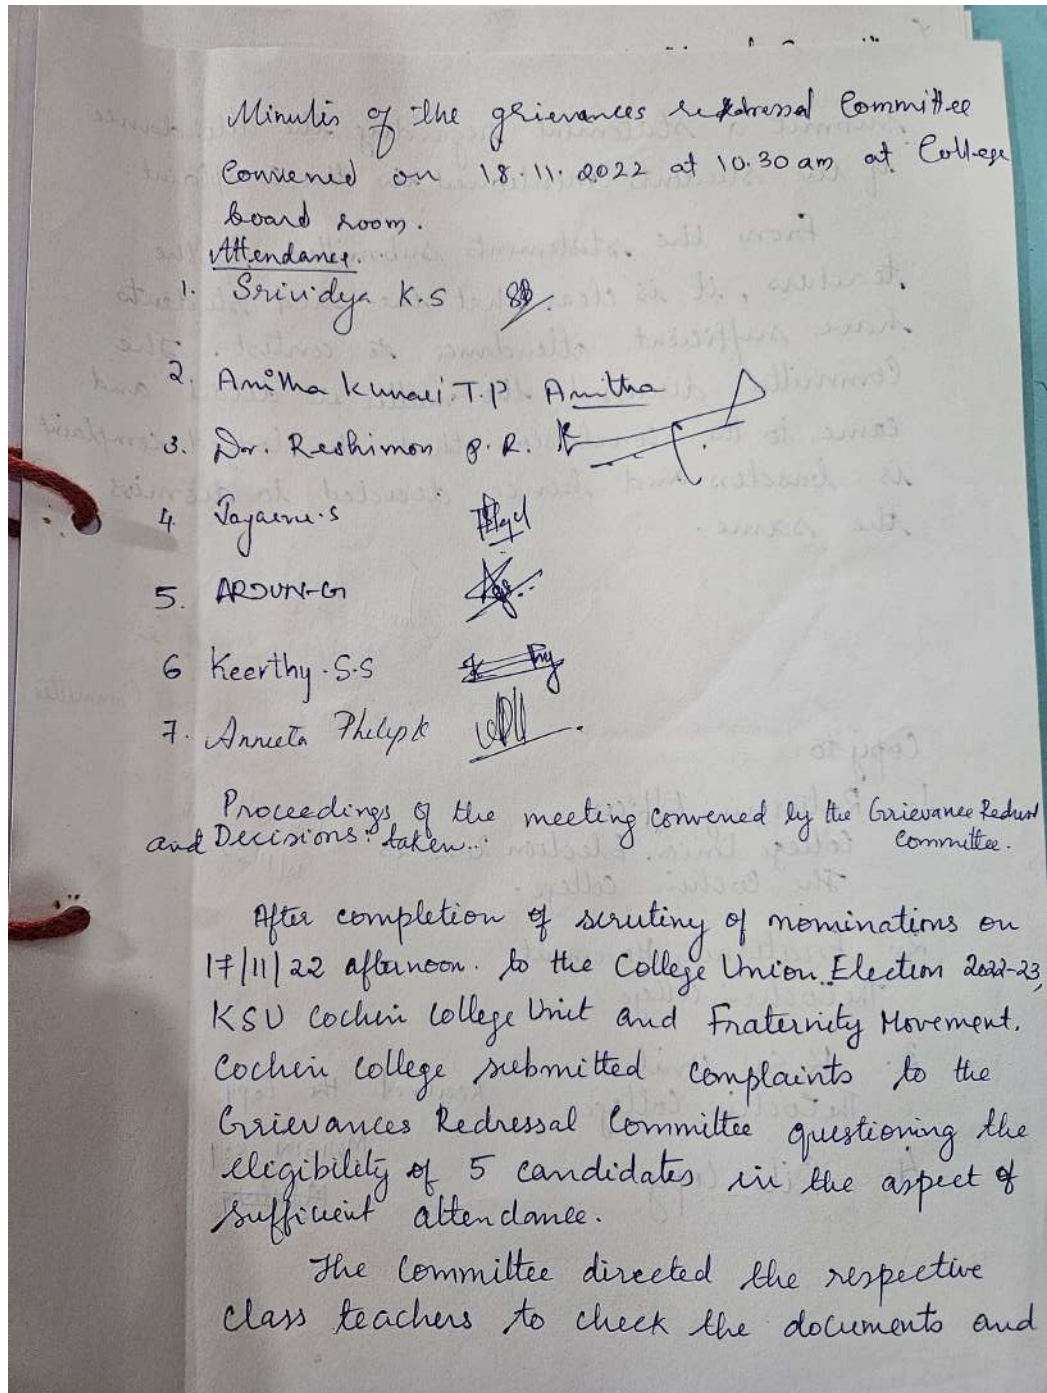 Minutes of the grievances redressal Committee
Convened on 18.11.2022 at 10.30 am at College
board room.
Attendance.
1. Srividya K.S
2. Anitha Kumari T.P Anitha
3. Dr. Reshimon P.R.
4. Jayasree.S
5. ARJUN-G
6 Keerthy.S.S
7. Anneta Philip K
Proceedings of the meeting convened by the Grievance Redressal
and Decisions taken... Committee.
After completion of scrutiny of nominations on
17/11/22 afternoon. to the College Union Election 2022-23,
KSU Cochin College Unit and Fraternity Movement.
Cochin College submitted complaints to the
Grievances Redressal Committee questioning the
eligibility of 5 candidates in the aspect of
sufficient attendance.
The Committee directed the respective
class teachers to check the documents and